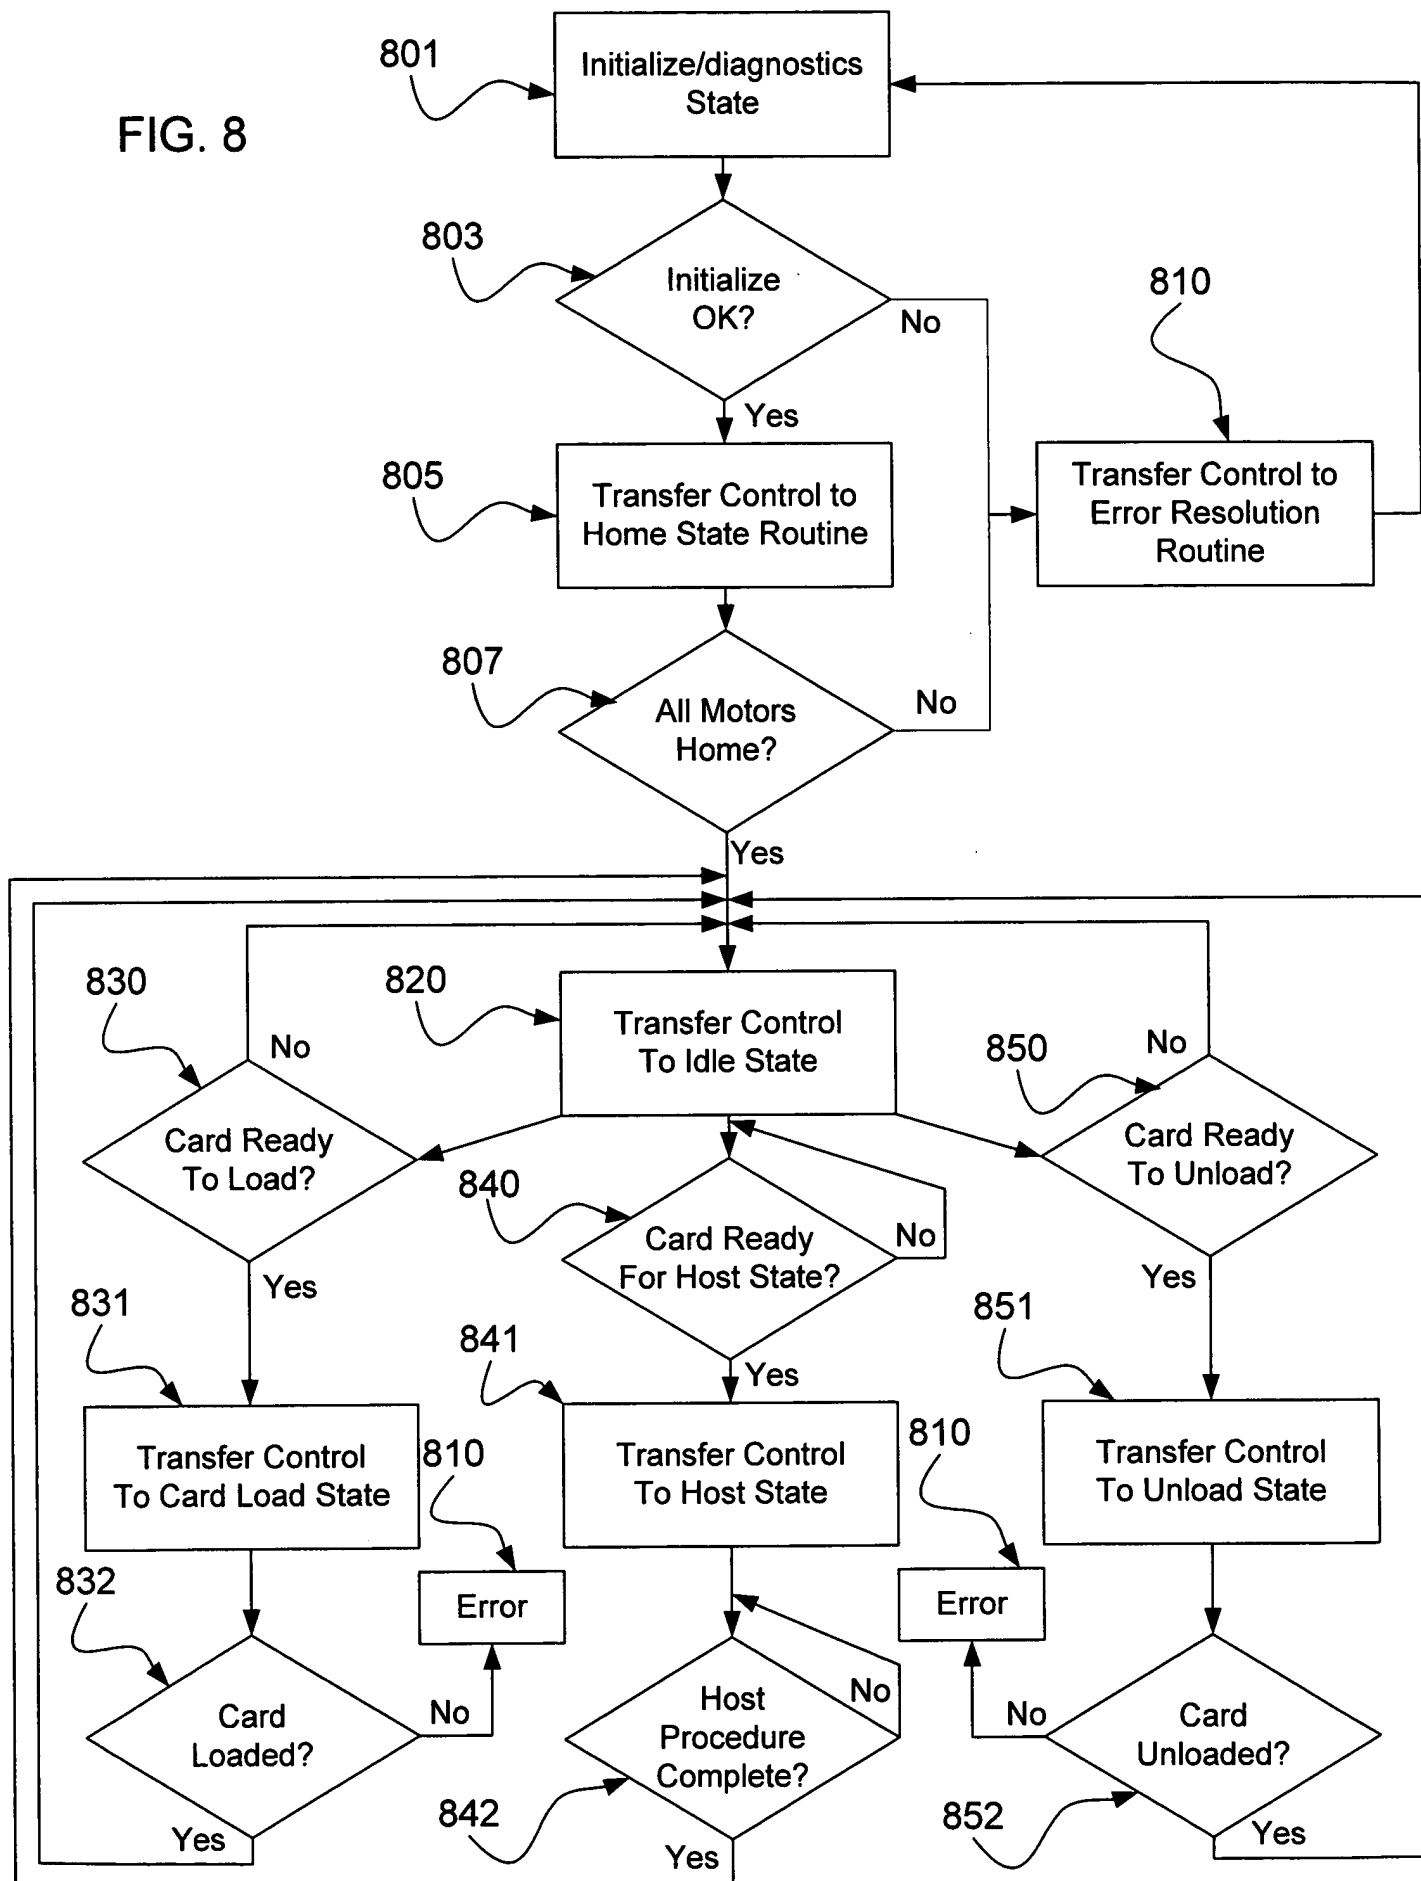 801
Initialize/diagnostics
State
FIG. 8
803
Initialize
OK?
No
810
Yes
805
Transfer Control to
Home State Routine
Transfer Control to
Error Resolution
Routine
807
All Motors
Home?
No
Yes
830
820
Transfer Control
To Idle State
No
850
No
Card Ready
To Load?
840
Card Ready
For Host State?
No
Card Ready
To Unload?
Yes
Yes
831
841
Yes
851
Transfer Control
To Card Load State
810
Transfer Control
To Host State
810
Transfer Control
To Unload State
832
Error
Error
Card
Loaded?
No
Host
Procedure
Complete?
No
No
Card
Unloaded?
Yes
842
Yes
852
Yes